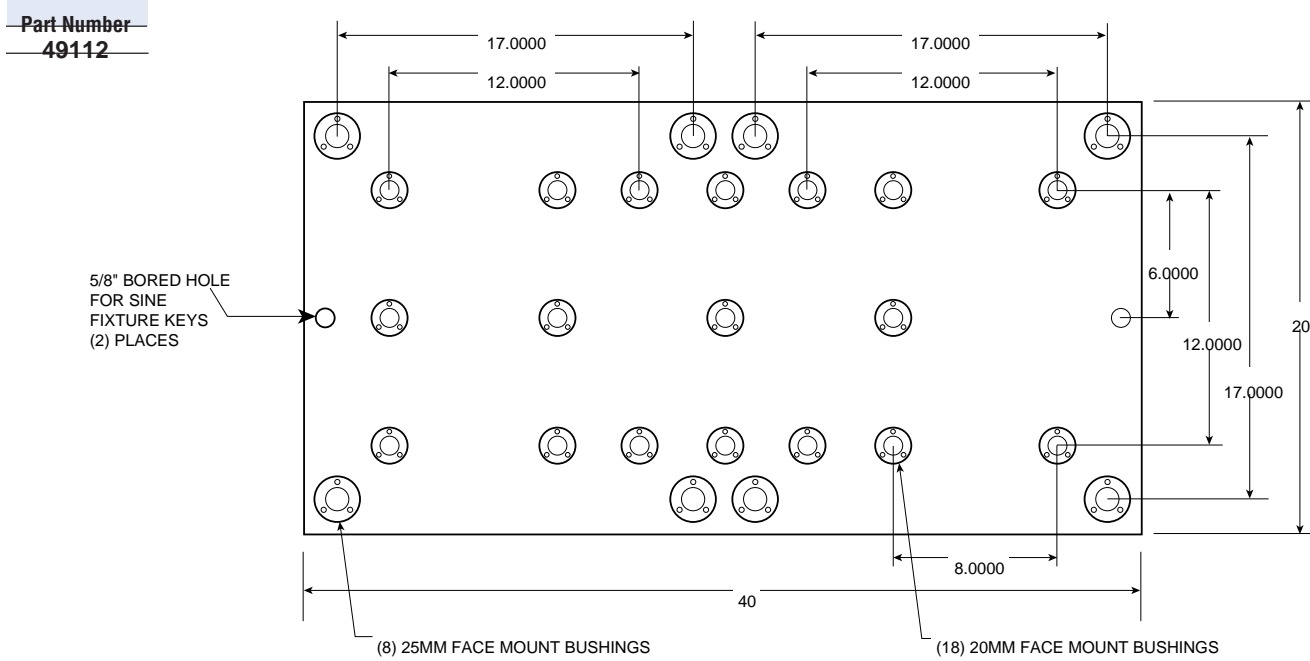 Part Number
49112
17.0000
17.0000
12.0000
12.0000
5/8" BORED HOLE
FOR SINE
FIXTURE KEYS
(2) PLACES
6.0000
20
12.0000
17.0000
8.0000
40
(8) 25MM FACE MOUNT BUSHINGS
(18) 20MM FACE MOUNT BUSHINGS